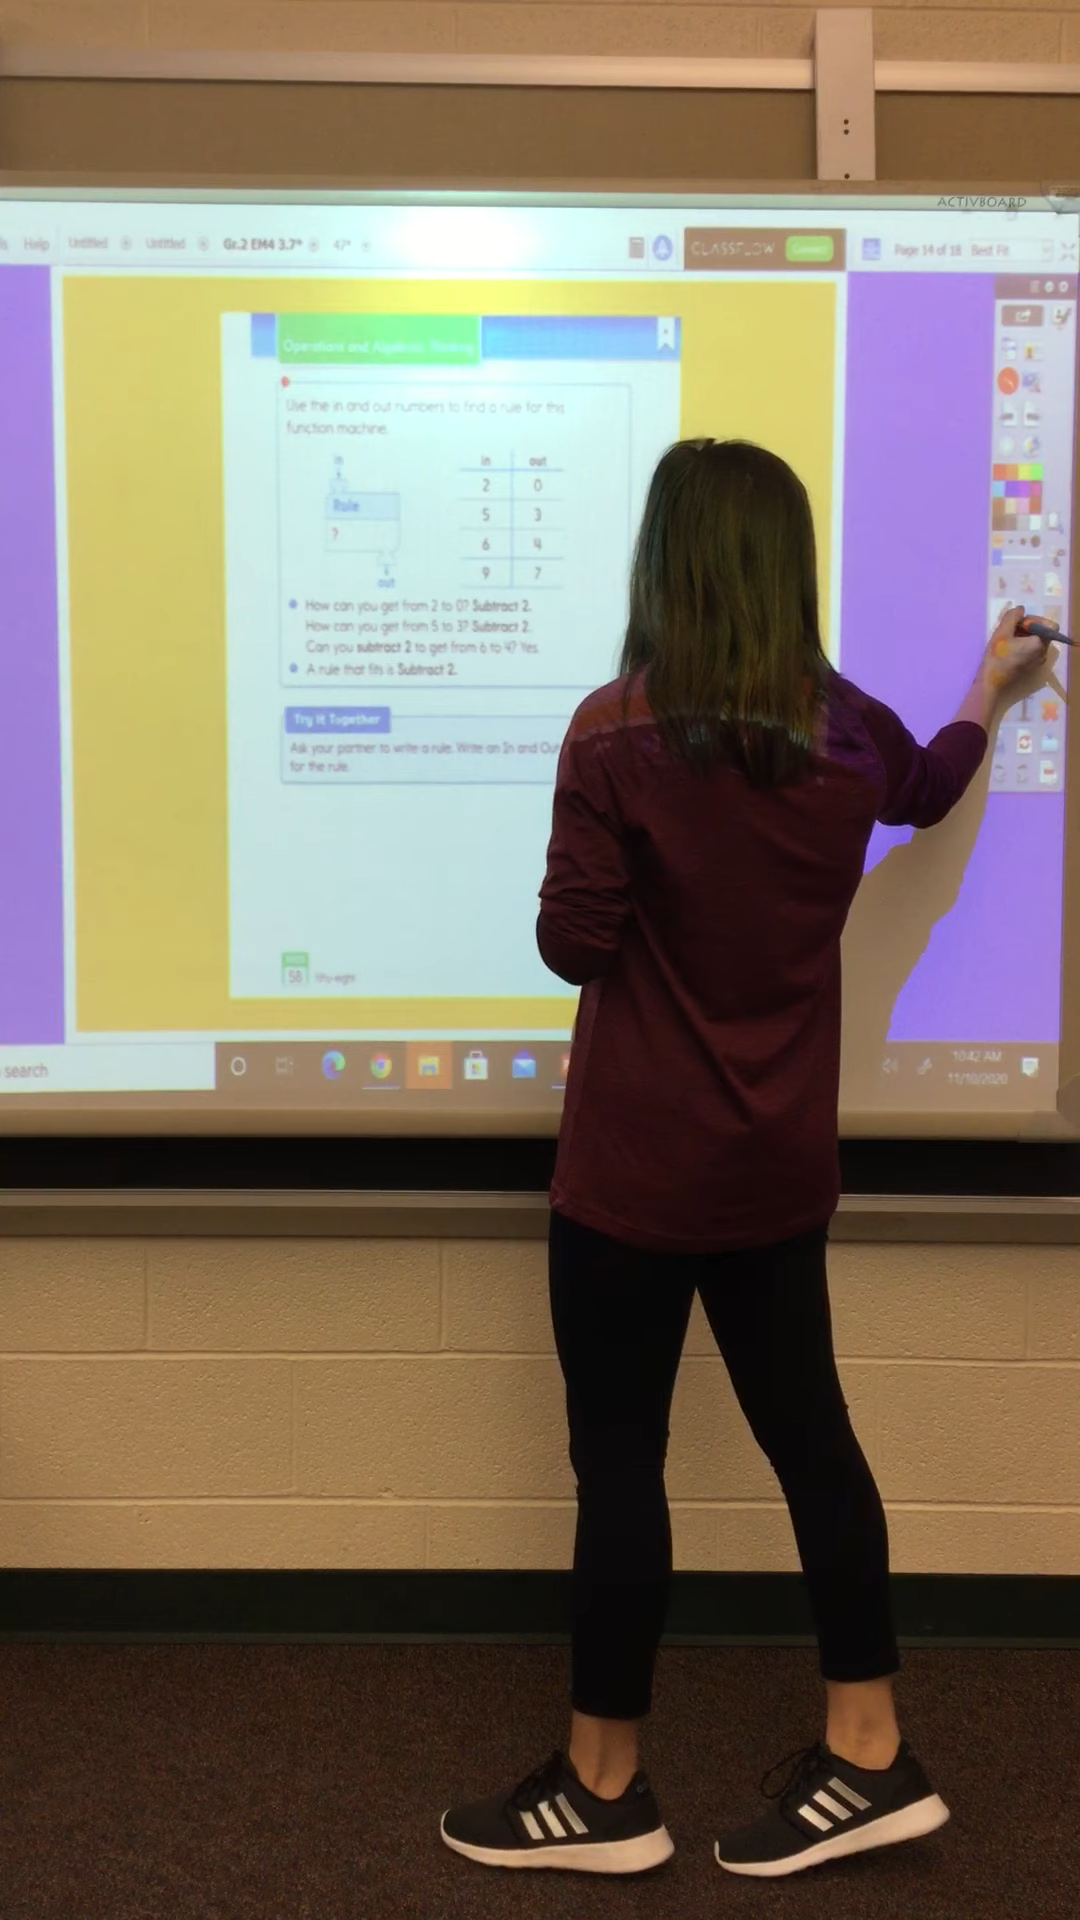 ACTIVBOARD
Help Untitled Untitled Gr.2 EM4 3.7* 47* CLASSFLOW Connect Page 14 of 18 Best Fit
Operations and Algebraic Thinking
Use the in and out numbers to find a rule for this
function machine.
in
Rule
?
out
in out
2 0
5 3
6 4
9 7
How can you get from 2 to 0? Subtract 2.
How can you get from 5 to 3? Subtract 2.
Can you subtract 2 to get from 6 to 4? Yes.
A rule that fits is Subtract 2.
Try It Together
Ask your partner to write a rule. Write an In and Out
for the rule.
58 fifty-eight
search
10:42 AM
11/10/2020